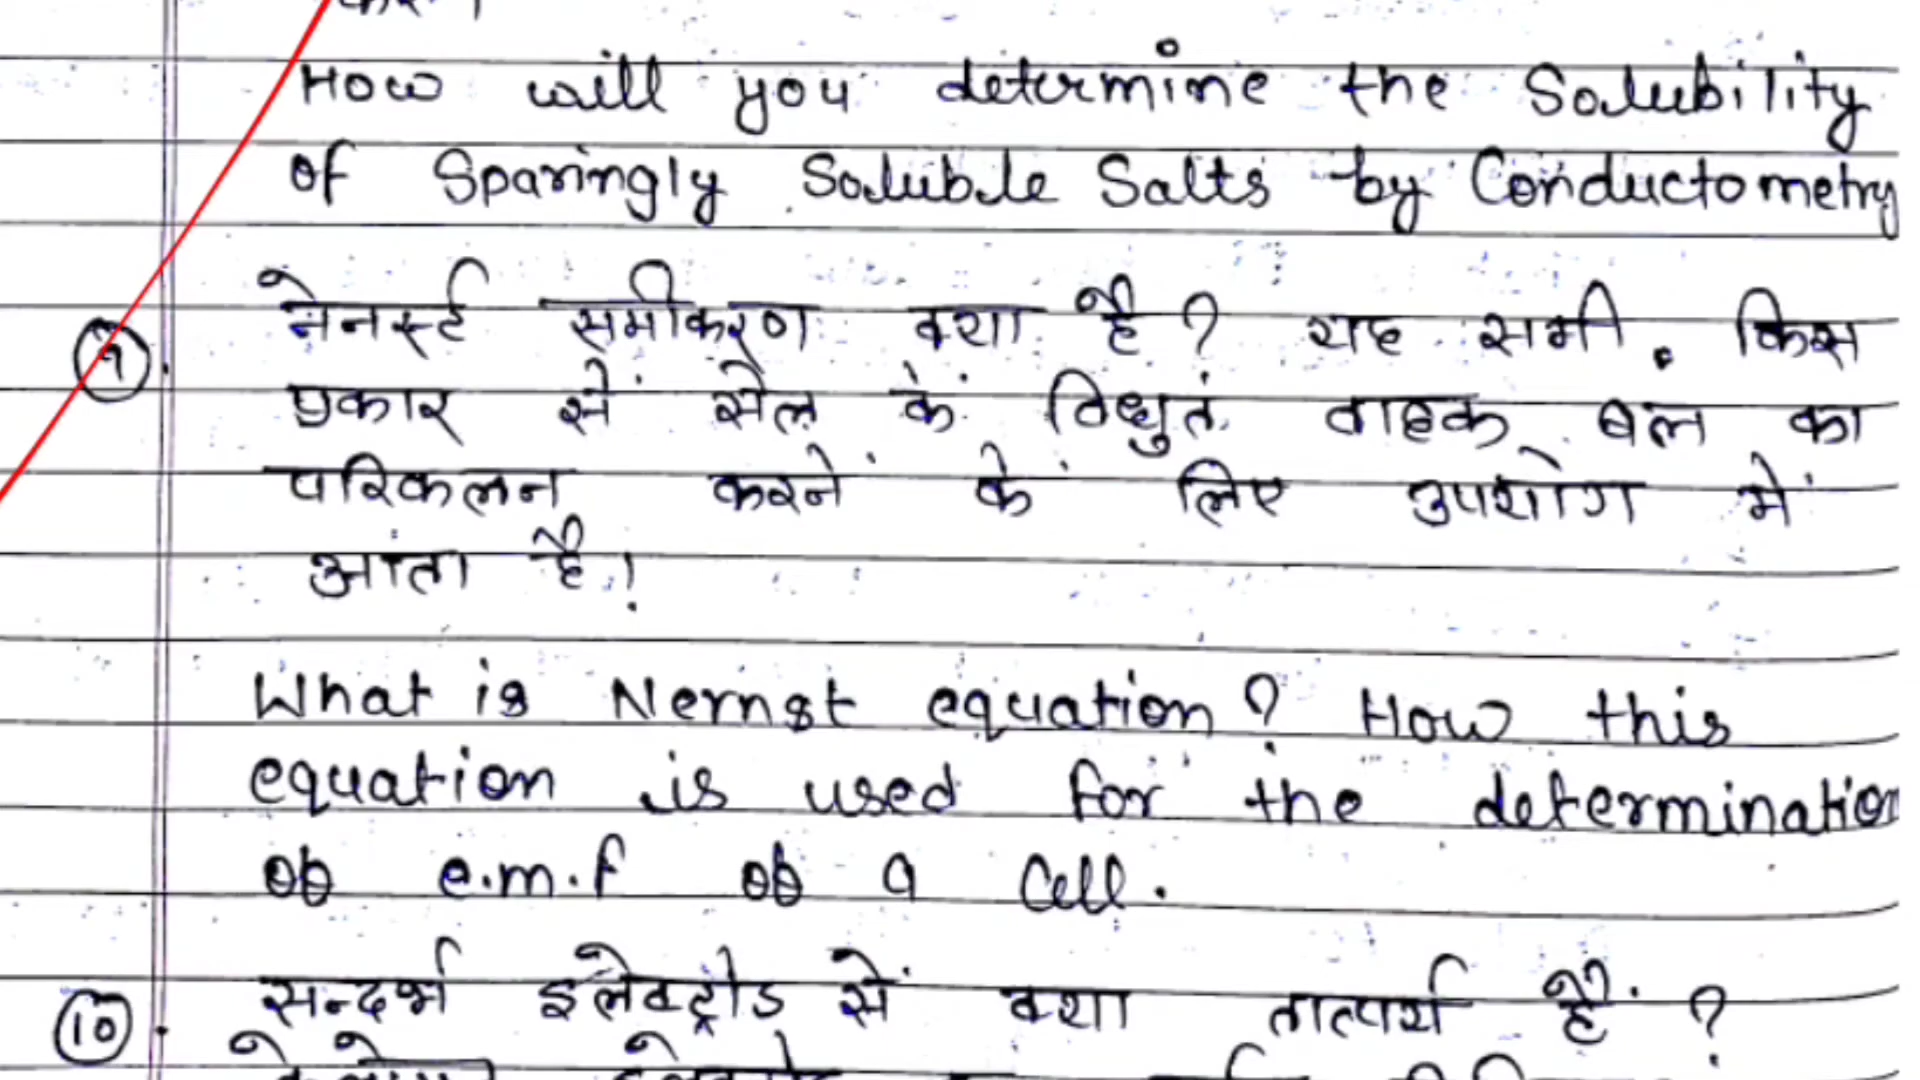 How will you determine the Solubility
of Sparingly Soluble Salts by Conductometry
9. नेनर्स्ट समीकरण क्या है? यह समी. किस
प्रकार से सेल के विधुत वाहक बल का
परिकलन करने के लिए उपयोग में
आता है!
What is Nernst equation? How this
equation is used for the determination
of e.m.f of a Cell.
10. सन्दर्भ इलेक्ट्रोड से क्या तात्पर्य है?